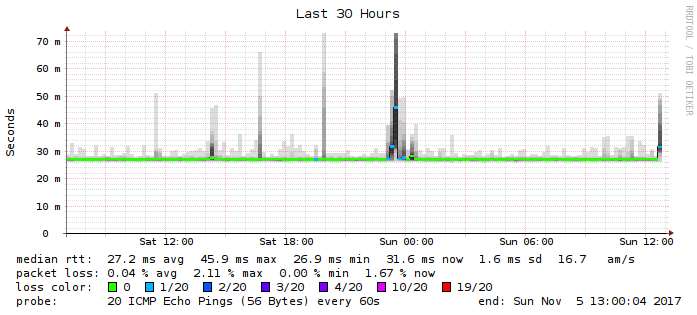 Last 30 Hours
RRDTOOL / TOBI OETIKER
Seconds
70 m
60 m
50 m
40 m
30 m
20 m
10 m
0
Sat 12:00 Sat 18:00 Sun 00:00 Sun 06:00 Sun 12:00
median rtt: 27.2 ms avg 45.9 ms max 26.9 ms min 31.6 ms now 1.6 ms sd 16.7 am/s
packet loss: 0.04 % avg 2.11 % max 0.00 % min 1.67 % now
loss color: 0 1/20 2/20 3/20 4/20 10/20 19/20
probe: 20 ICMP Echo Pings (56 Bytes) every 60s end: Sun Nov 5 13:00:04 2017